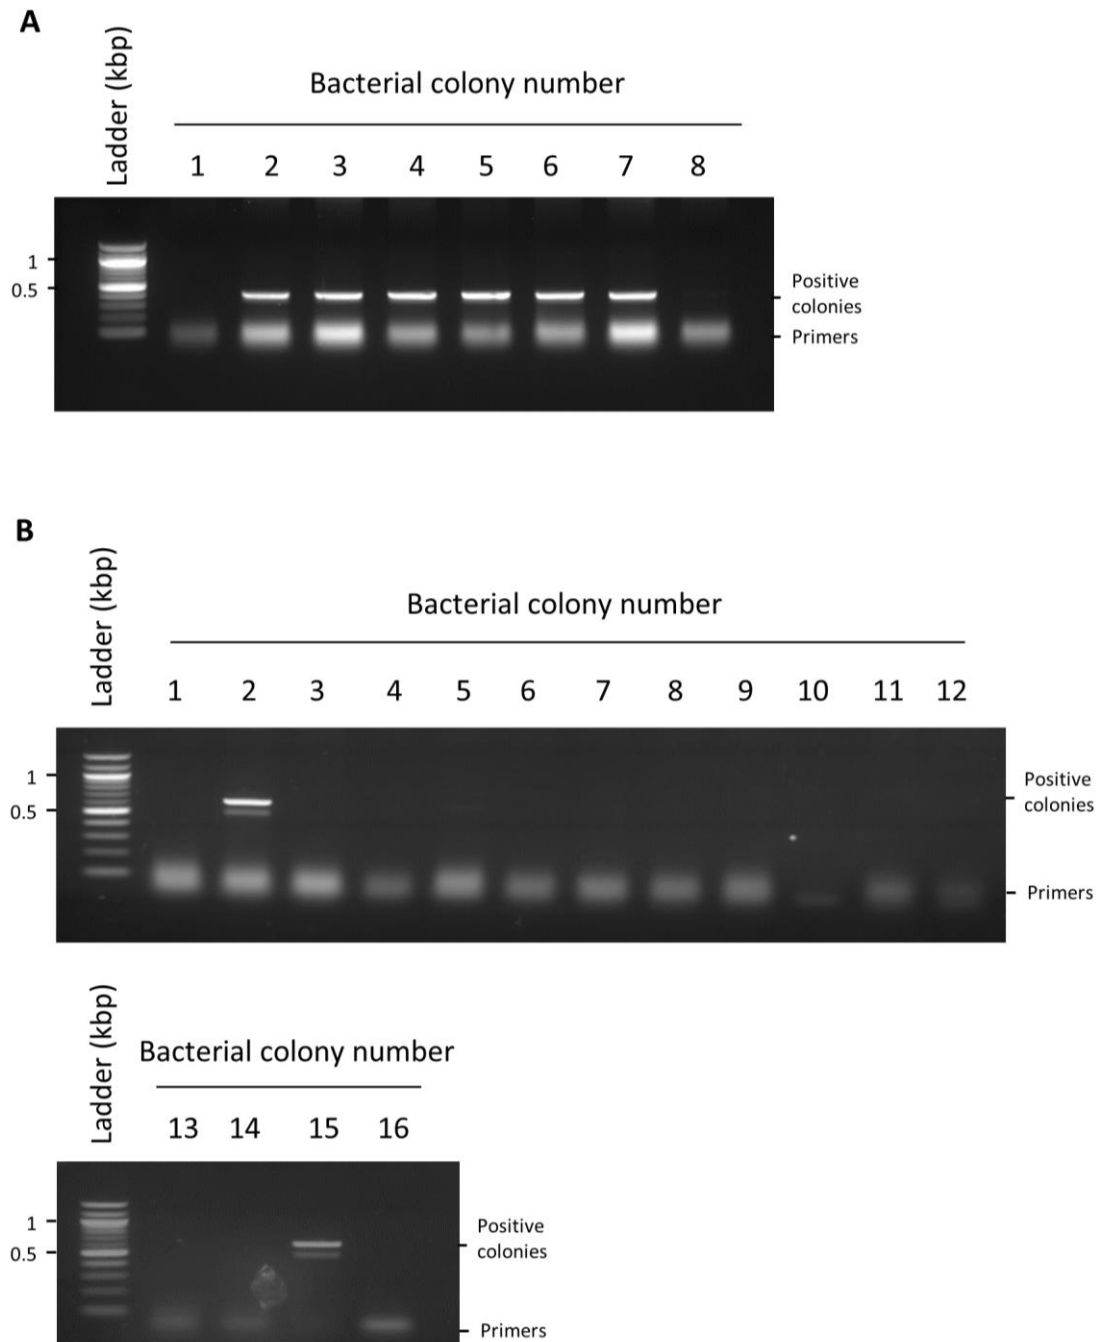 A
Ladder (kbp)
Bacterial colony number
1 2 3 4 5 6 7 8
1
0.5
Positive
colonies
Primers
B
Ladder (kbp)
Bacterial colony number
1 2 3 4 5 6 7 8 9 10 11 12
1
0.5
Positive
colonies
Primers
Ladder (kbp)
Bacterial colony number
13 14 15 16
1
0.5
Positive
colonies
Primers